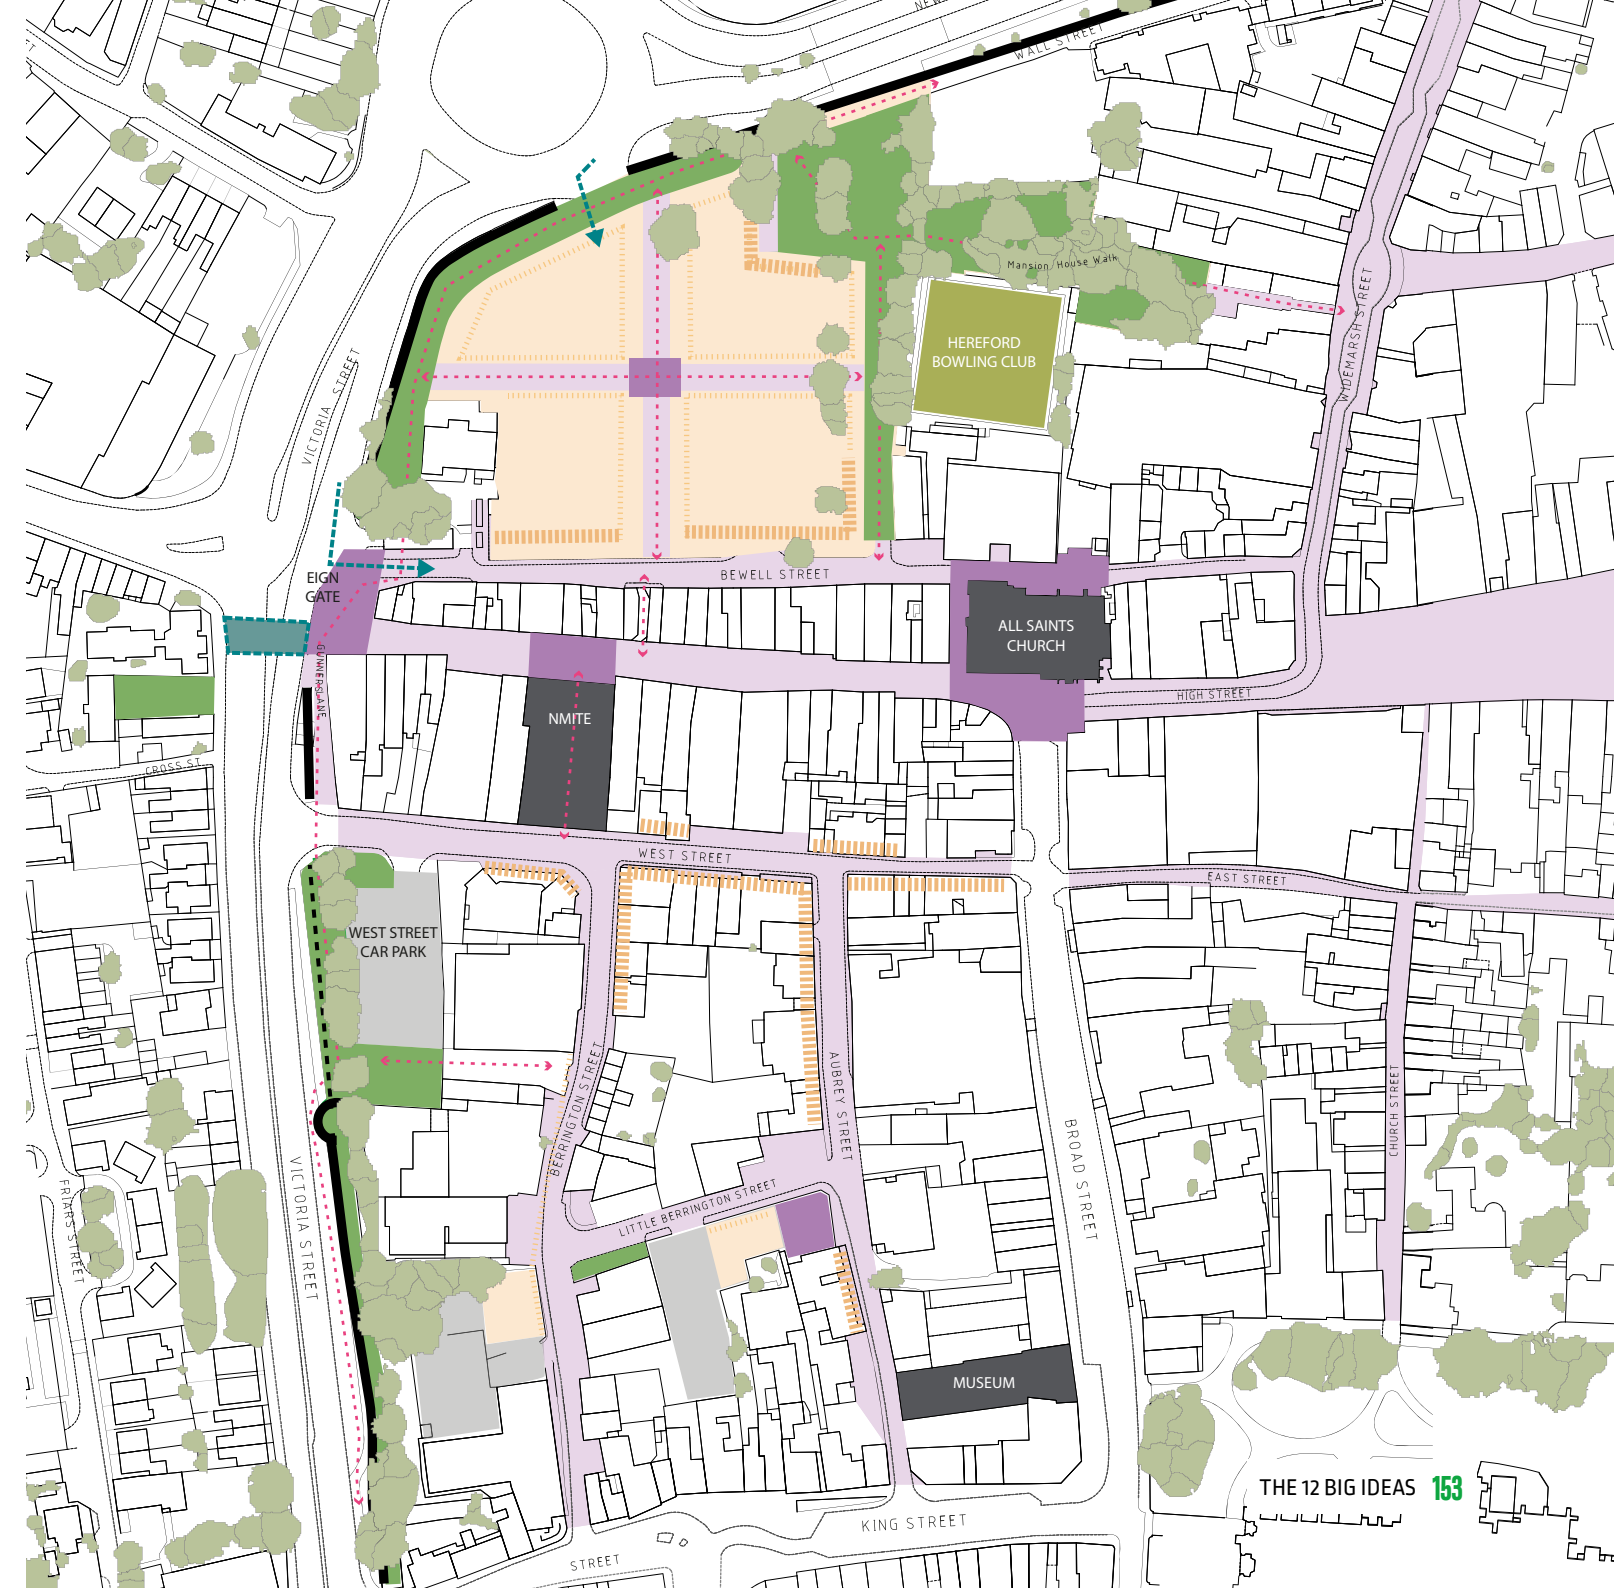 WALL STREET
Mansion House Walk
HEREFORD
BOWLING CLUB
WIDEMARSH STREET
VICTORIA STREET
EIGN
GATE
BEWELL STREET
ALL SAINTS
CHURCH
HIGH STREET
GUNNERS LANE
NMITE
CROSS ST
WEST STREET
EAST STREET
WEST STREET
CAR PARK
BERRINGTON STREET
AUBREY STREET
BROAD STREET
CHURCH STREET
LITTLE BERRINGTON STREET
VICTORIA STREET
FRIARS STREET
MUSEUM
KING STREET
STREET
THE 12 BIG IDEAS 153